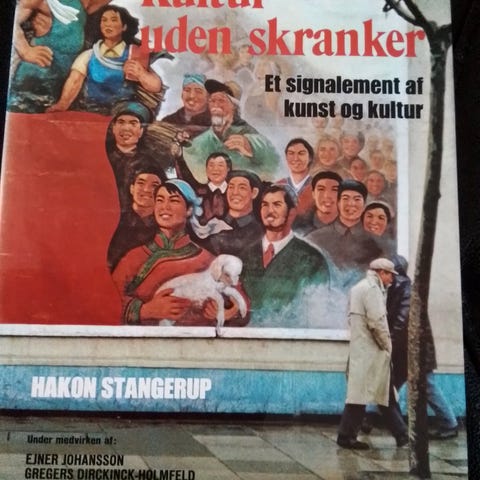 Kultur
uden skranker
Et signalement af
kunst og kultur
HAKON STANGERUP
Under medvirken af:
EJNER JOHANSSON
GREGERS DIRCKINCK-HOLMFELD